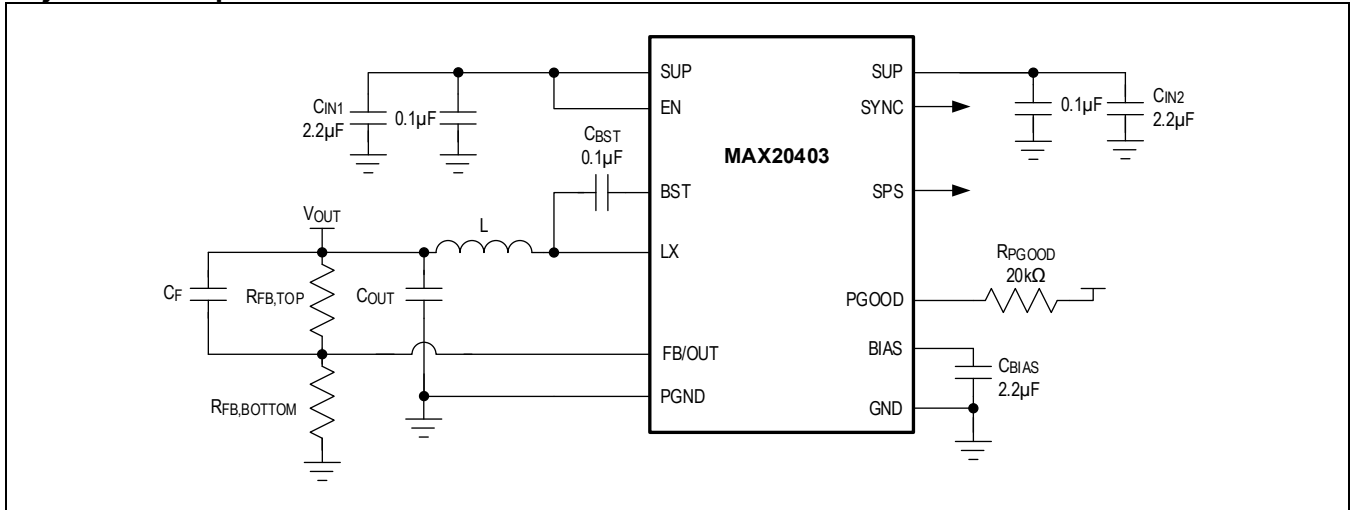 SUP
EN
BST
LX
FB/OUT
PGND
MAX20403
SUP
SYNC
SPS
PGOOD
BIAS
GND
CIN1
2.2µF
0.1µF
CBST
0.1µF
VOUT
L
CF
RFB,TOP
COUT
RFB,BOTTOM
0.1µF
CIN2
2.2µF
RPGOOD
20kΩ
CBIAS
2.2µF